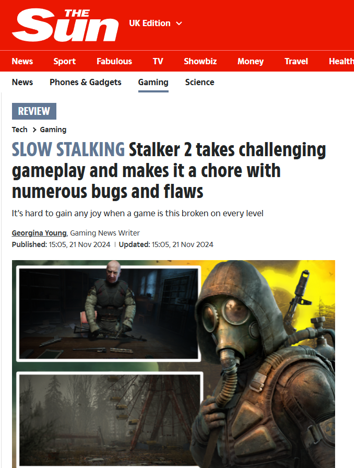 THE
Sun
UK Edition
News Sport Fabulous TV Showbiz Money Travel Health
News Phones & Gadgets Gaming Science
REVIEW
Tech > Gaming
SLOW STALKING Stalker 2 takes challenging
gameplay and makes it a chore with
numerous bugs and flaws
It's hard to gain any joy when a game is this broken on every level
Georgina Young, Gaming News Writer
Published: 15:05, 21 Nov 2024 | Updated: 15:05, 21 Nov 2024